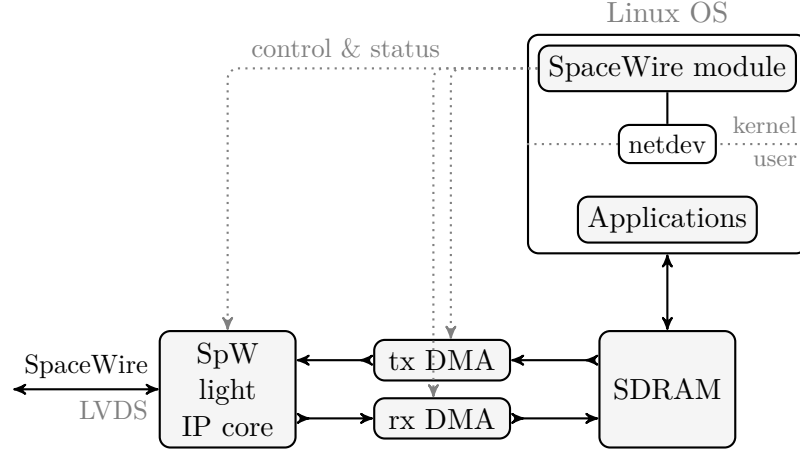 Linux OS
control & status
SpaceWire module
kernel
netdev
user
Applications
SpaceWire
LVDS
SpW
light
IP core
tx DMA
rx DMA
SDRAM